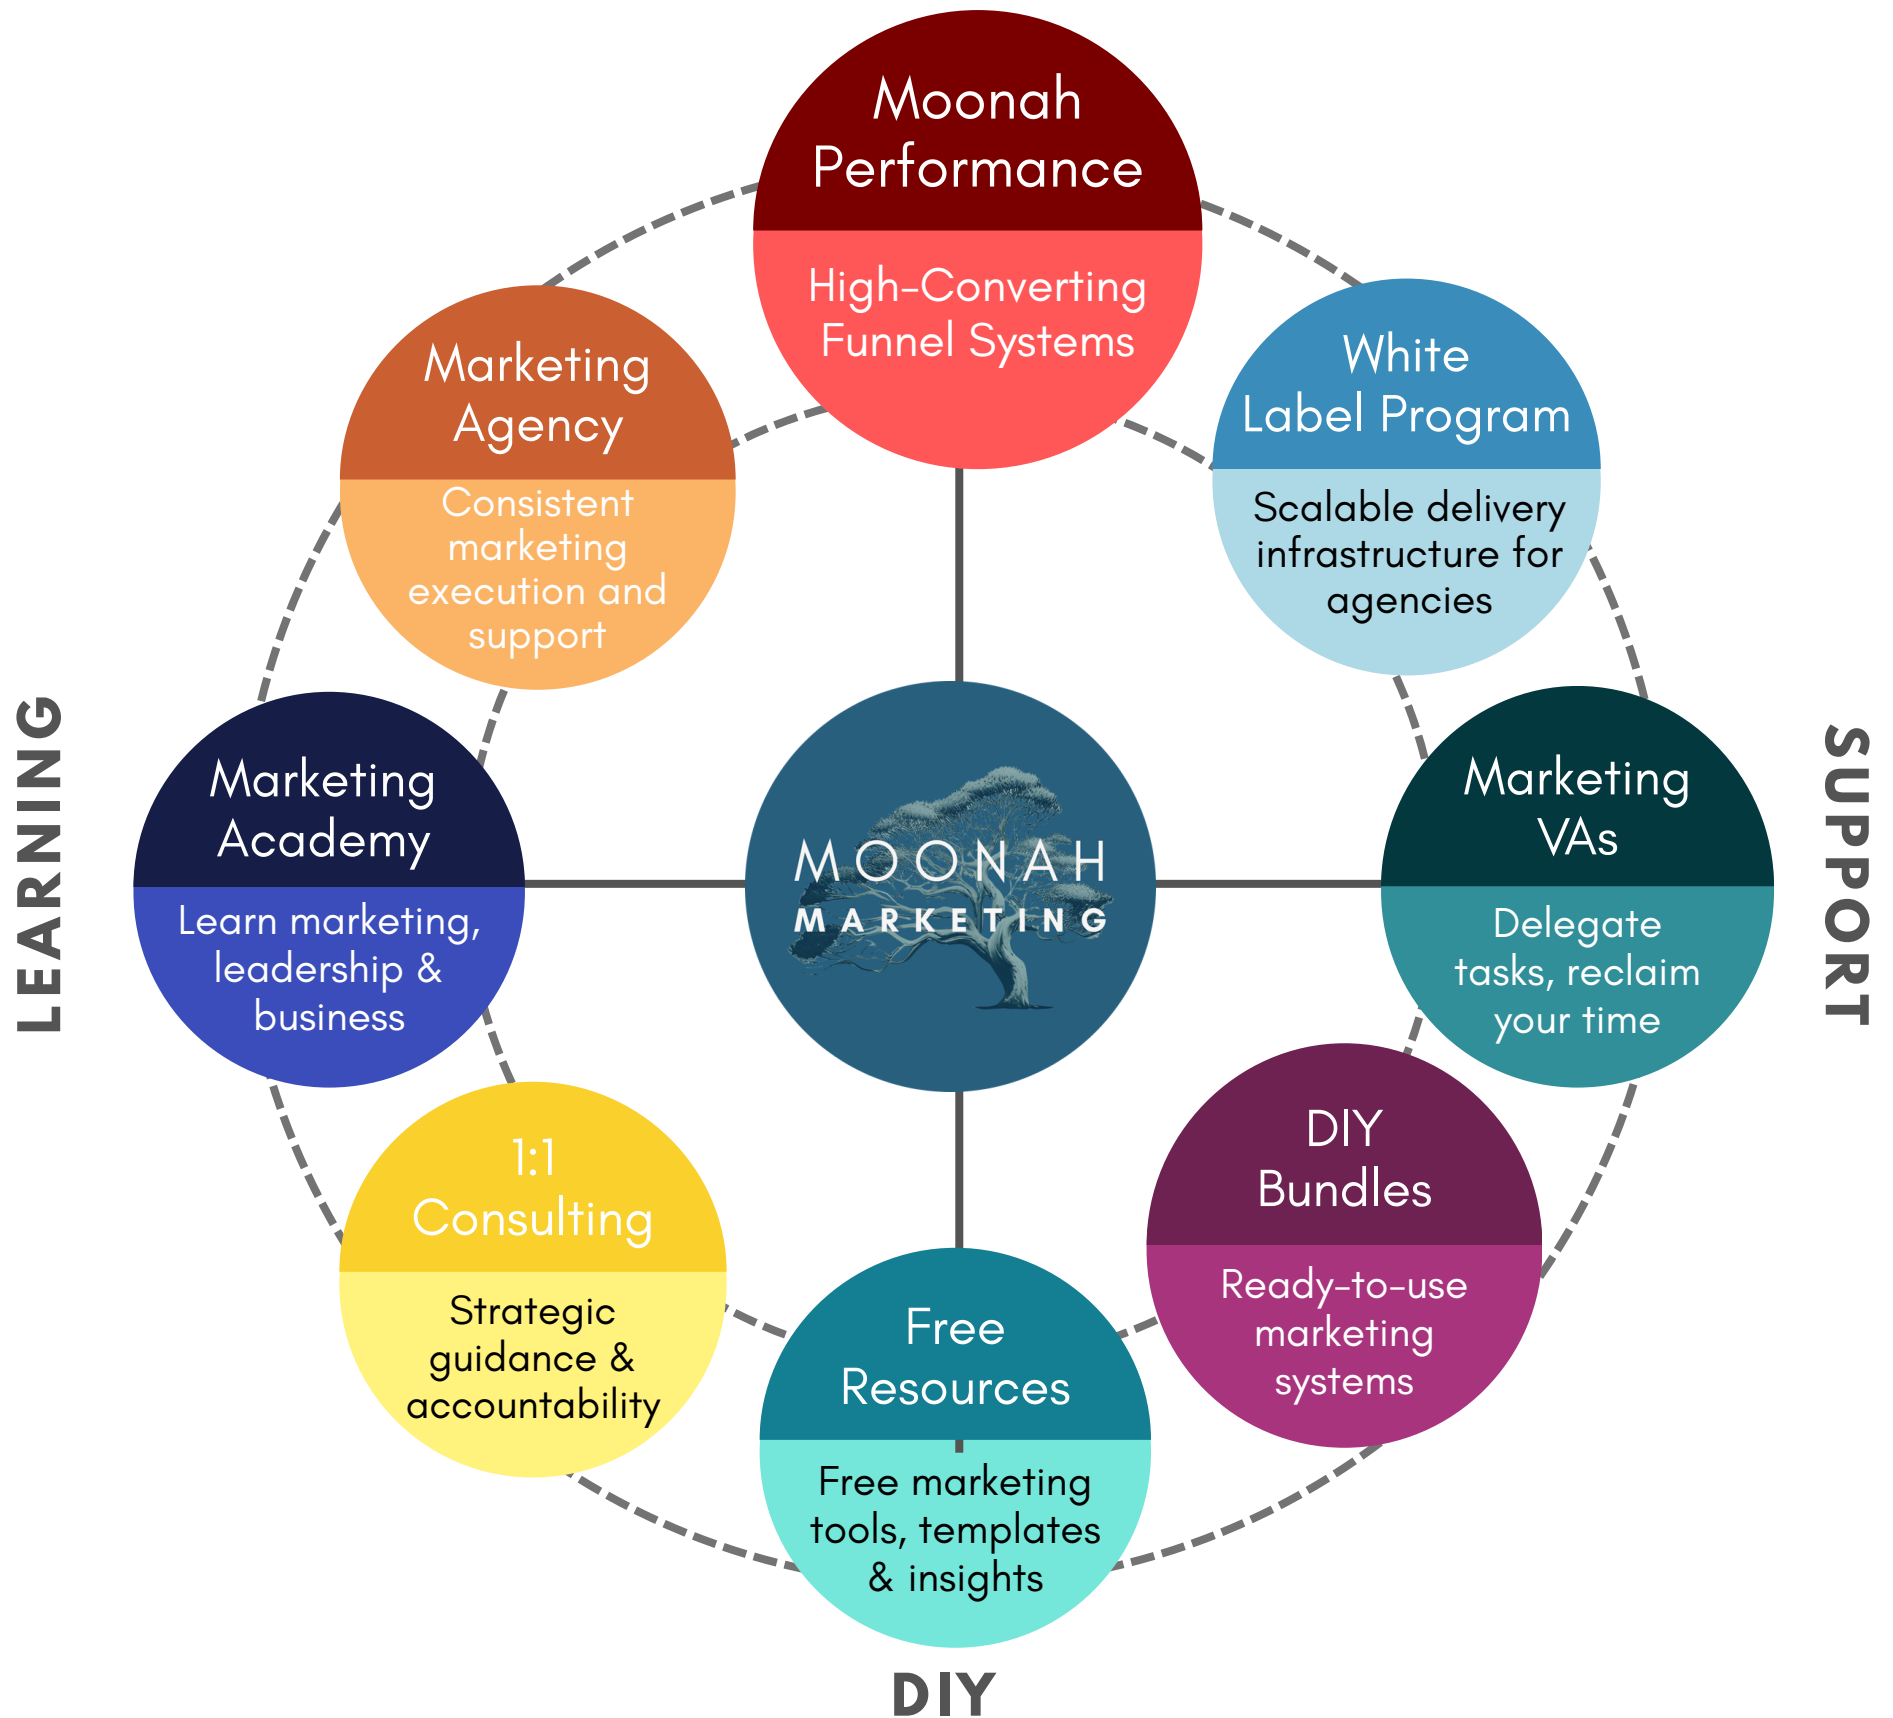 Moonah
Performance
High-Converting
Funnel Systems
Marketing
Agency
Consistent
marketing
execution and
support
White
Label Program
Scalable delivery
infrastructure for
agencies
LEARNING
Marketing
Academy
Learn marketing,
leadership &
business
MOONAH
MARKETING
Marketing
VAs
Delegate
tasks, reclaim
your time
SUPPORT
1:1
Consulting
Strategic
guidance &
accountability
DIY
Bundles
Ready-to-use
marketing
systems
Free
Resources
Free marketing
tools, templates
& insights
DIY